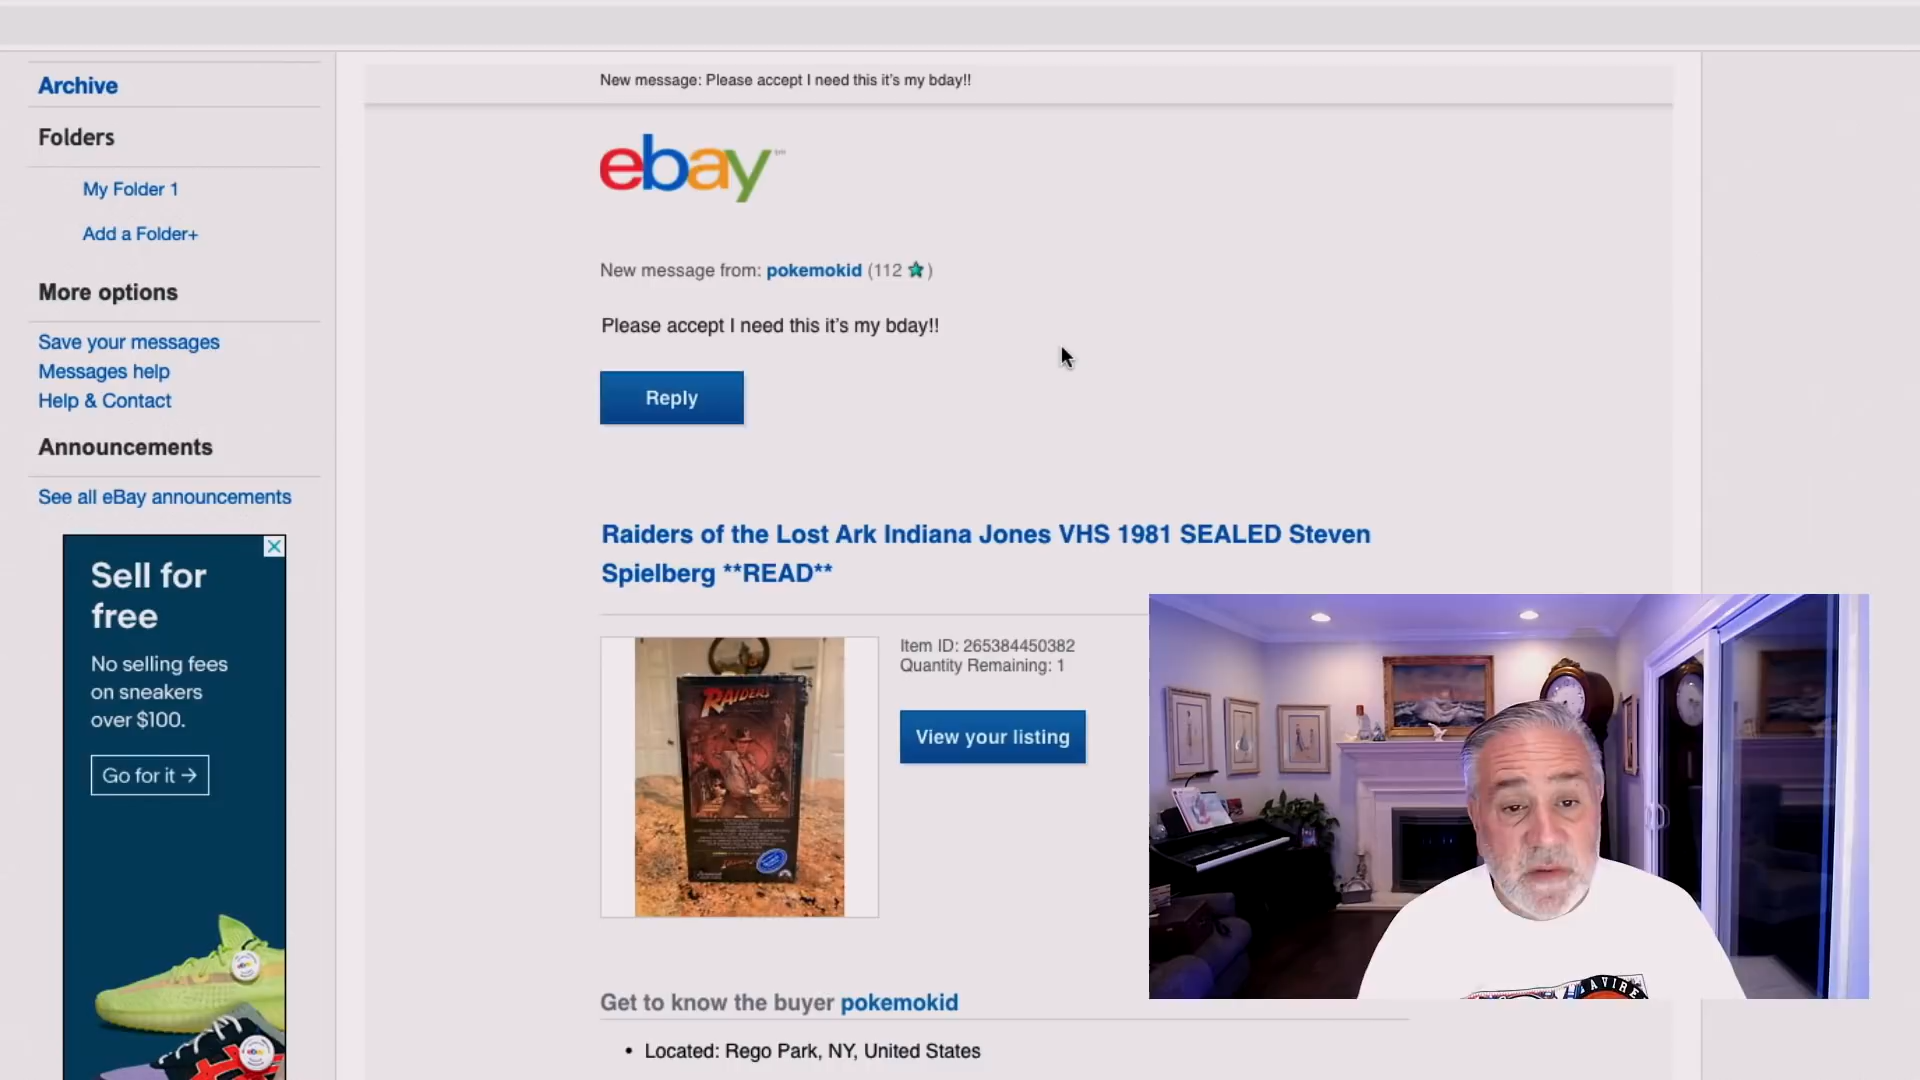 New message: Please accept I need this it's my bday!!
Archive
Folders
My Folder 1
Add a Folder+
More options
Save your messages
Messages help
Help & Contact
Announcements
See all eBay announcements
Sell for
free
No selling fees
on sneakers
over $100.
Go for it →
ebay™
New message from: pokemokid (112 ★)
Please accept I need this it's my bday!!
Reply
Raiders of the Lost Ark Indiana Jones VHS 1981 SEALED Steven
Spielberg **READ**
RAIDERS
Item ID: 265384450382
Quantity Remaining: 1
View your listing
Get to know the buyer pokemokid
• Located: Rego Park, NY, United States